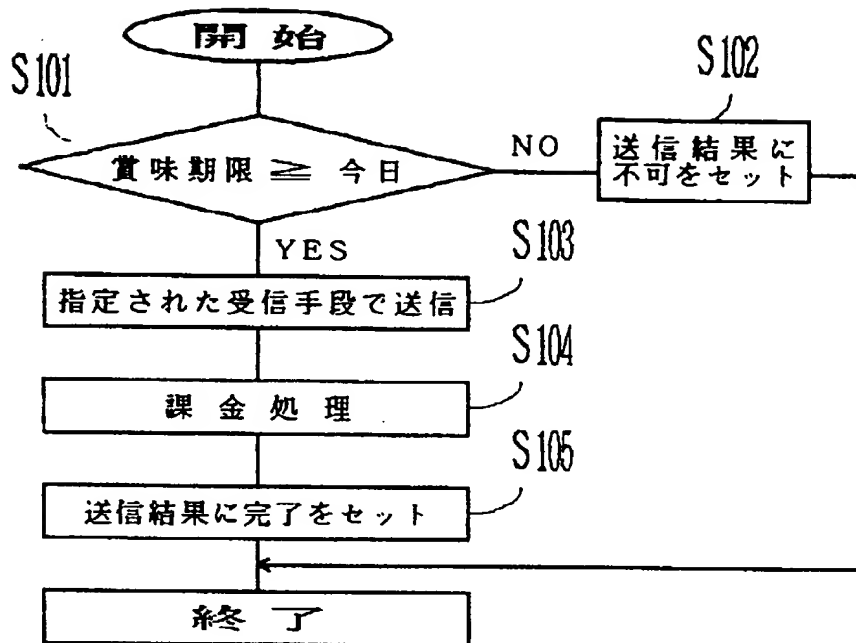 開始
S101
賞味期限 ≧ 今日
NO
S102
送信結果に
不可をセット
YES
S103
指定された受信手段で送信
S104
課金処理
S105
送信結果に完了をセット
終了